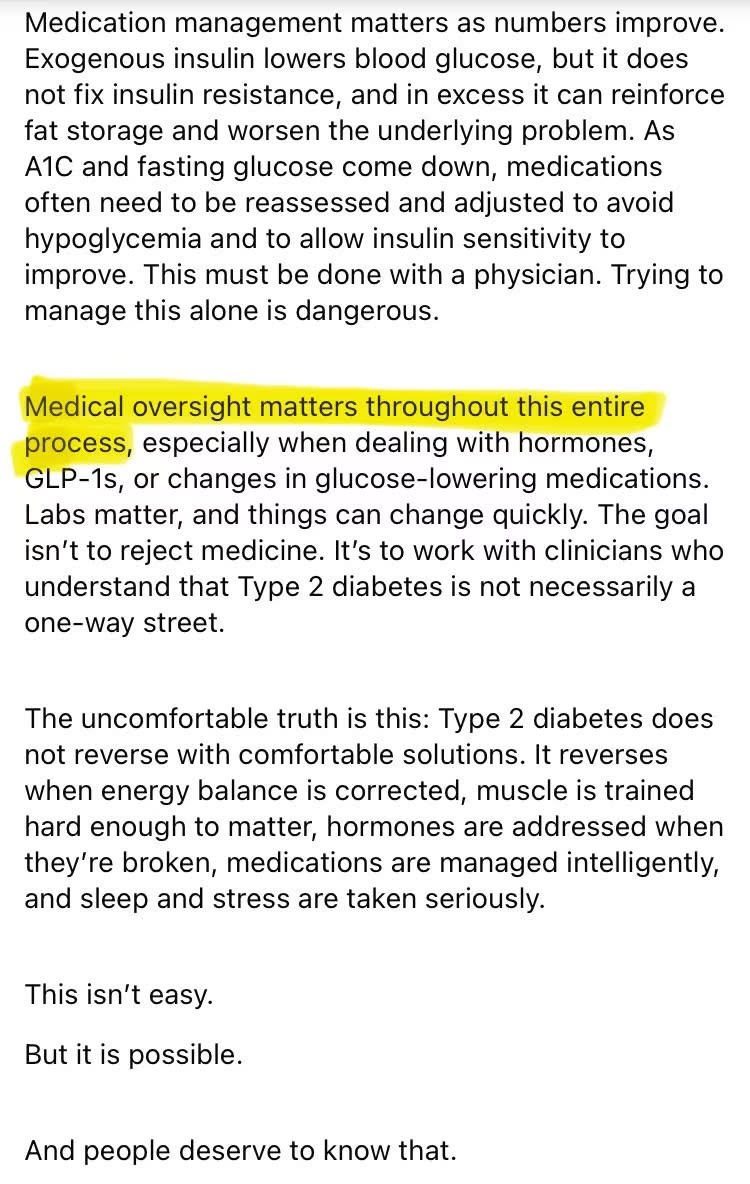 Medication management matters as numbers improve.
Exogenous insulin lowers blood glucose, but it does
not fix insulin resistance, and in excess it can reinforce
fat storage and worsen the underlying problem. As
A1C and fasting glucose come down, medications
often need to be reassessed and adjusted to avoid
hypoglycemia and to allow insulin sensitivity to
improve. This must be done with a physician. Trying to
manage this alone is dangerous.
Medical oversight matters throughout this entire
process, especially when dealing with hormones,
GLP-1s, or changes in glucose-lowering medications.
Labs matter, and things can change quickly. The goal
isn’t to reject medicine. It’s to work with clinicians who
understand that Type 2 diabetes is not necessarily a
one-way street.
The uncomfortable truth is this: Type 2 diabetes does
not reverse with comfortable solutions. It reverses
when energy balance is corrected, muscle is trained
hard enough to matter, hormones are addressed when
they’re broken, medications are managed intelligently,
and sleep and stress are taken seriously.
This isn’t easy.
But it is possible.
And people deserve to know that.